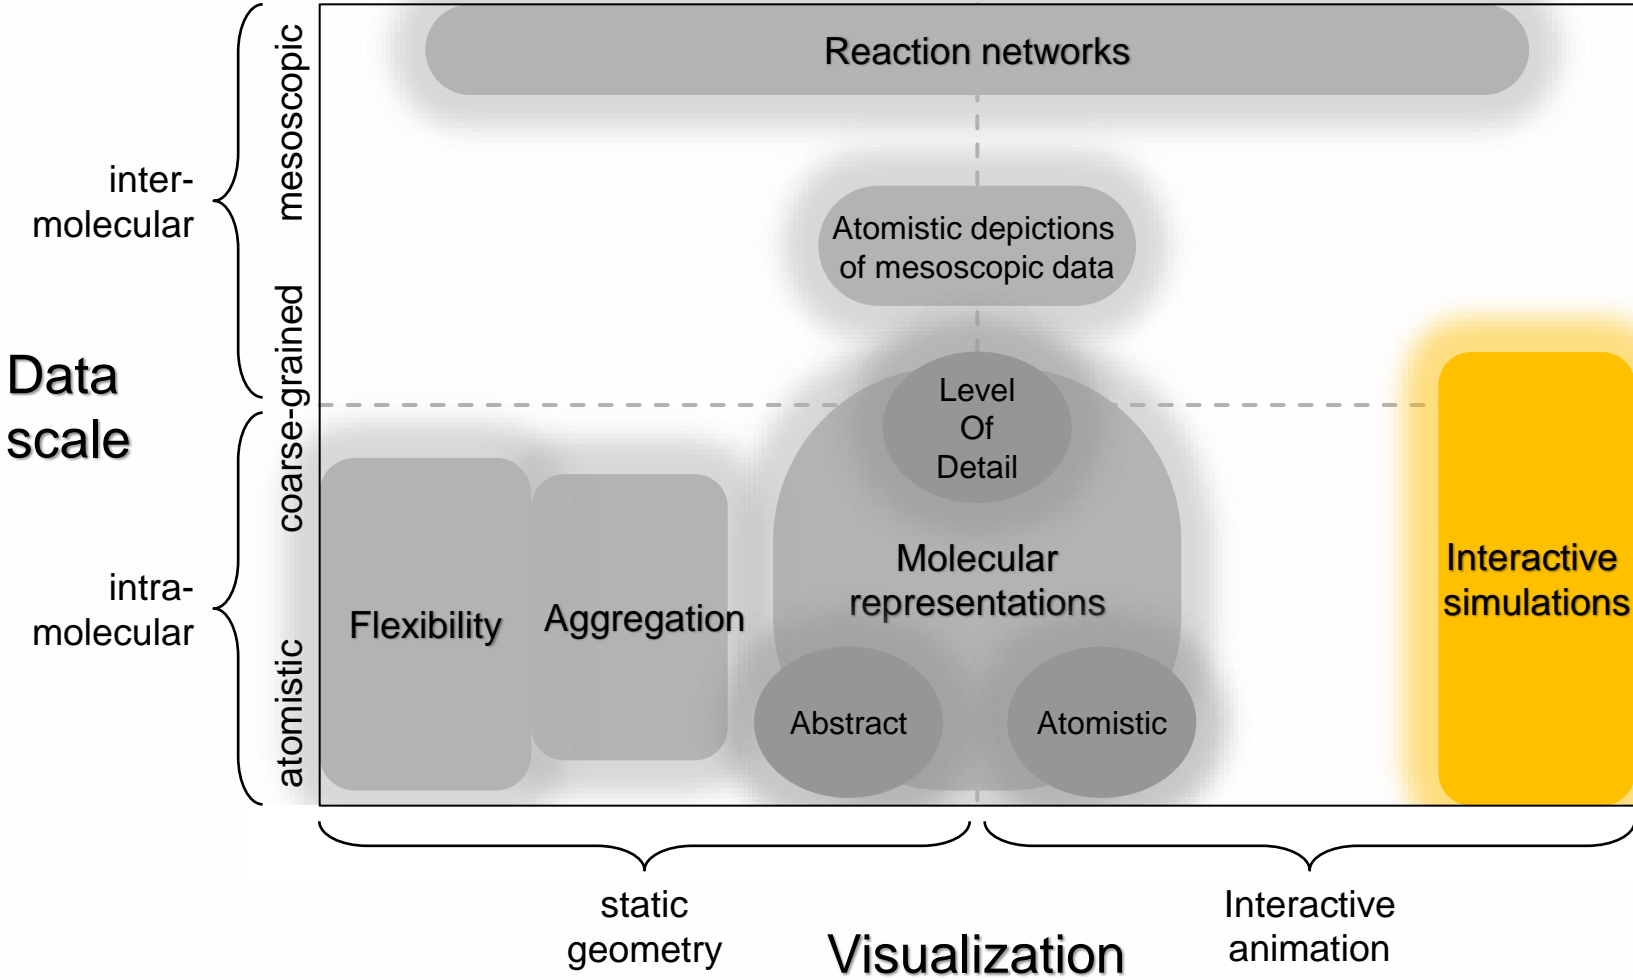 Reaction networks
mesoscopic
inter-
molecular
Atomistic depictions
of mesoscopic data
coarse-grained
Data
scale
Level
Of
Detail
Molecular
representations
Interactive
simulations
intra-
molecular
Flexibility
Aggregation
atomistic
Abstract
Atomistic
static
geometry
Interactive
animation
Visualization